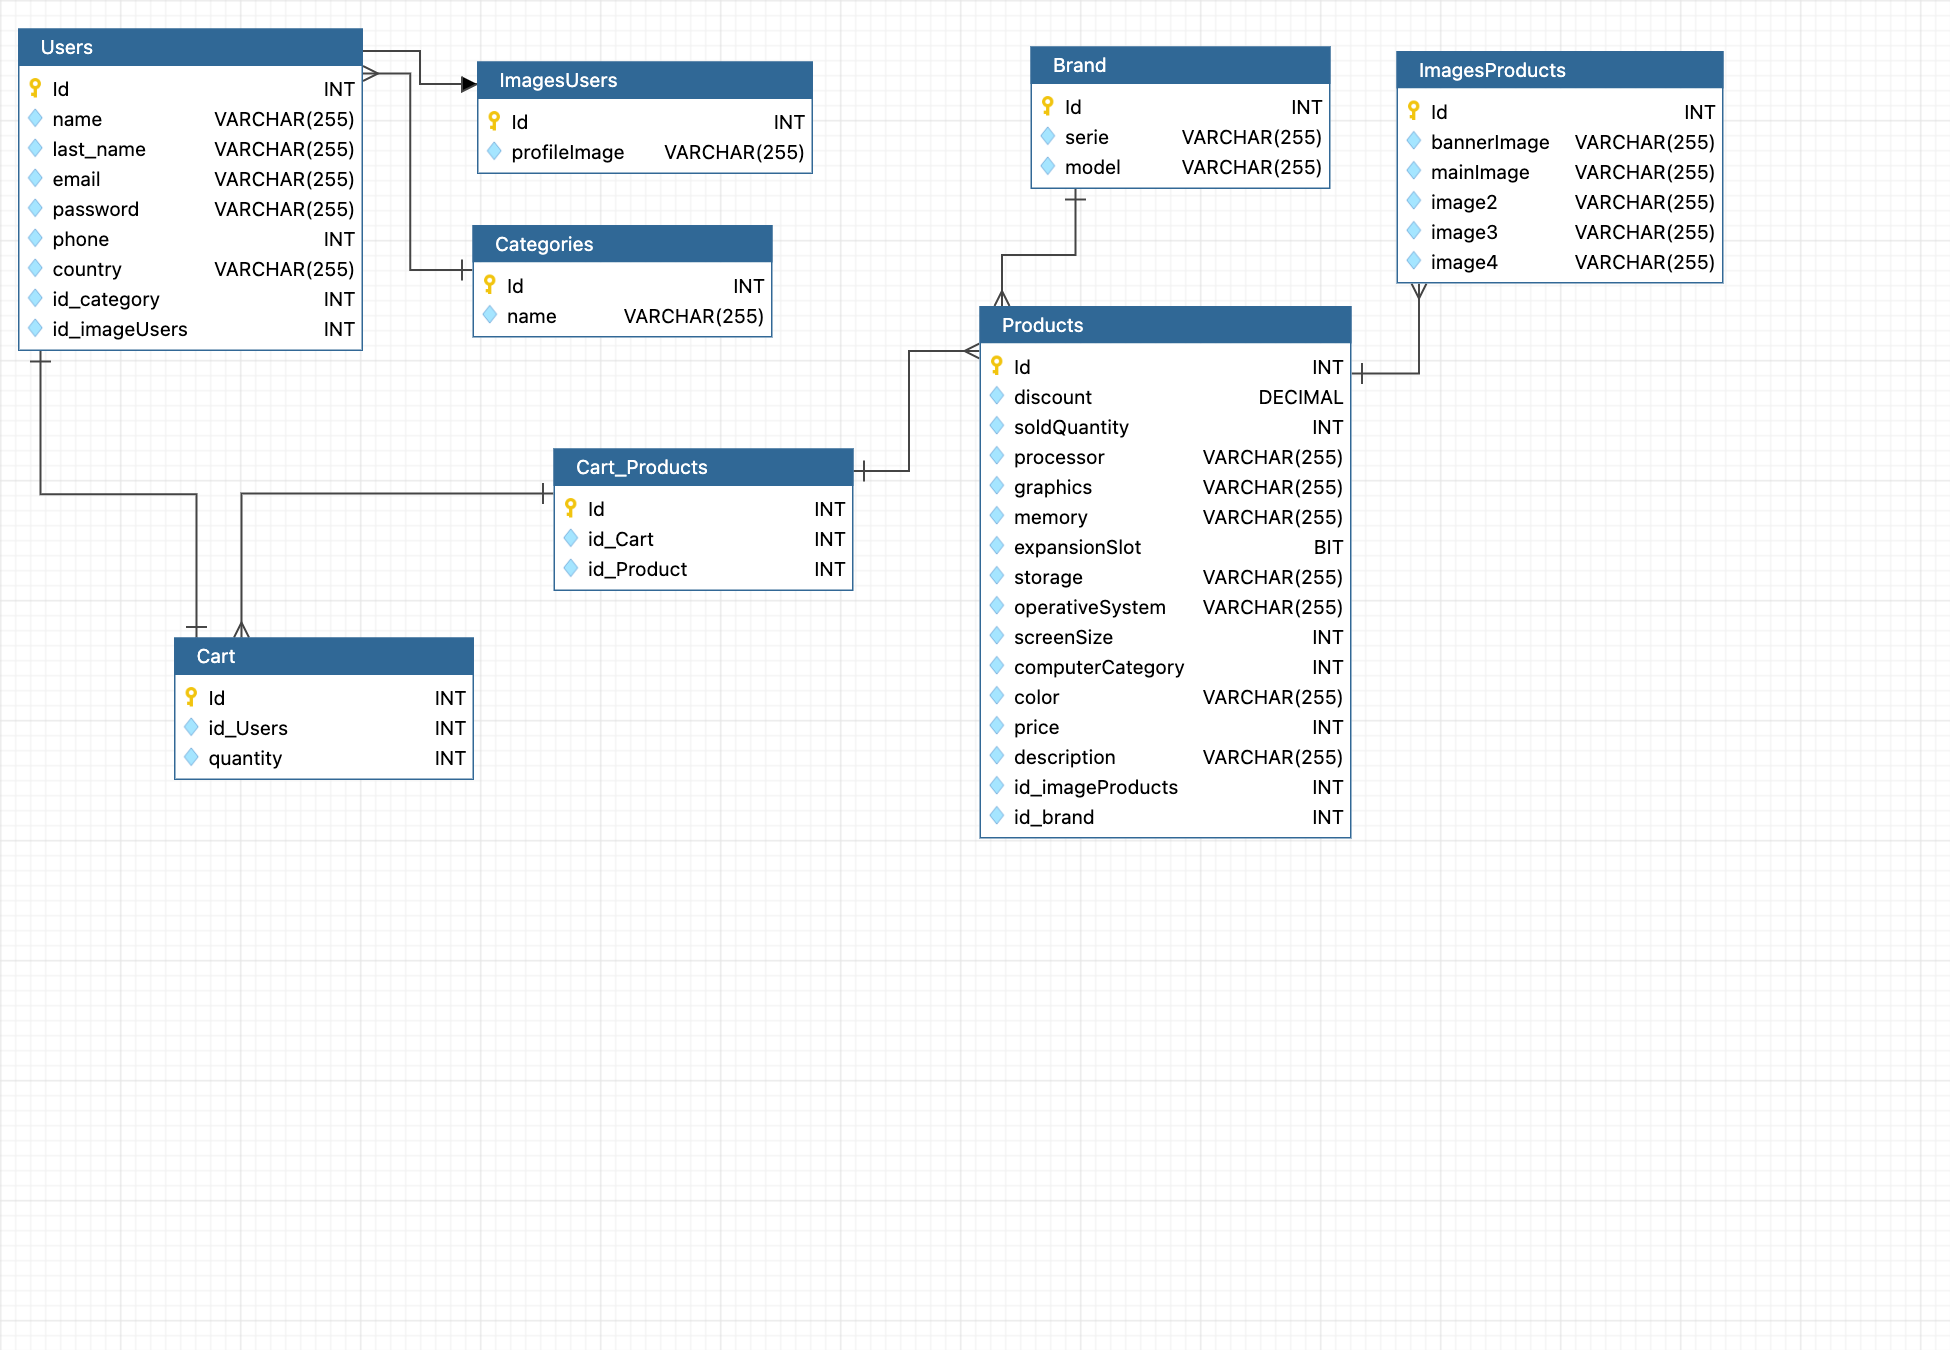 Users
Id INT
name VARCHAR(255)
last_name VARCHAR(255)
email VARCHAR(255)
password VARCHAR(255)
phone INT
country VARCHAR(255)
id_category INT
id_imageUsers INT
ImagesUsers
Id INT
profileImage VARCHAR(255)
Categories
Id INT
name VARCHAR(255)
Brand
Id INT
serie VARCHAR(255)
model VARCHAR(255)
ImagesProducts
Id INT
bannerImage VARCHAR(255)
mainImage VARCHAR(255)
image2 VARCHAR(255)
image3 VARCHAR(255)
image4 VARCHAR(255)
Products
Id INT
discount DECIMAL
soldQuantity INT
processor VARCHAR(255)
graphics VARCHAR(255)
memory VARCHAR(255)
expansionSlot BIT
storage VARCHAR(255)
operativeSystem VARCHAR(255)
screenSize INT
computerCategory INT
color VARCHAR(255)
price INT
description VARCHAR(255)
id_imageProducts INT
id_brand INT
Cart_Products
Id INT
id_Cart INT
id_Product INT
Cart
Id INT
id_Users INT
quantity INT